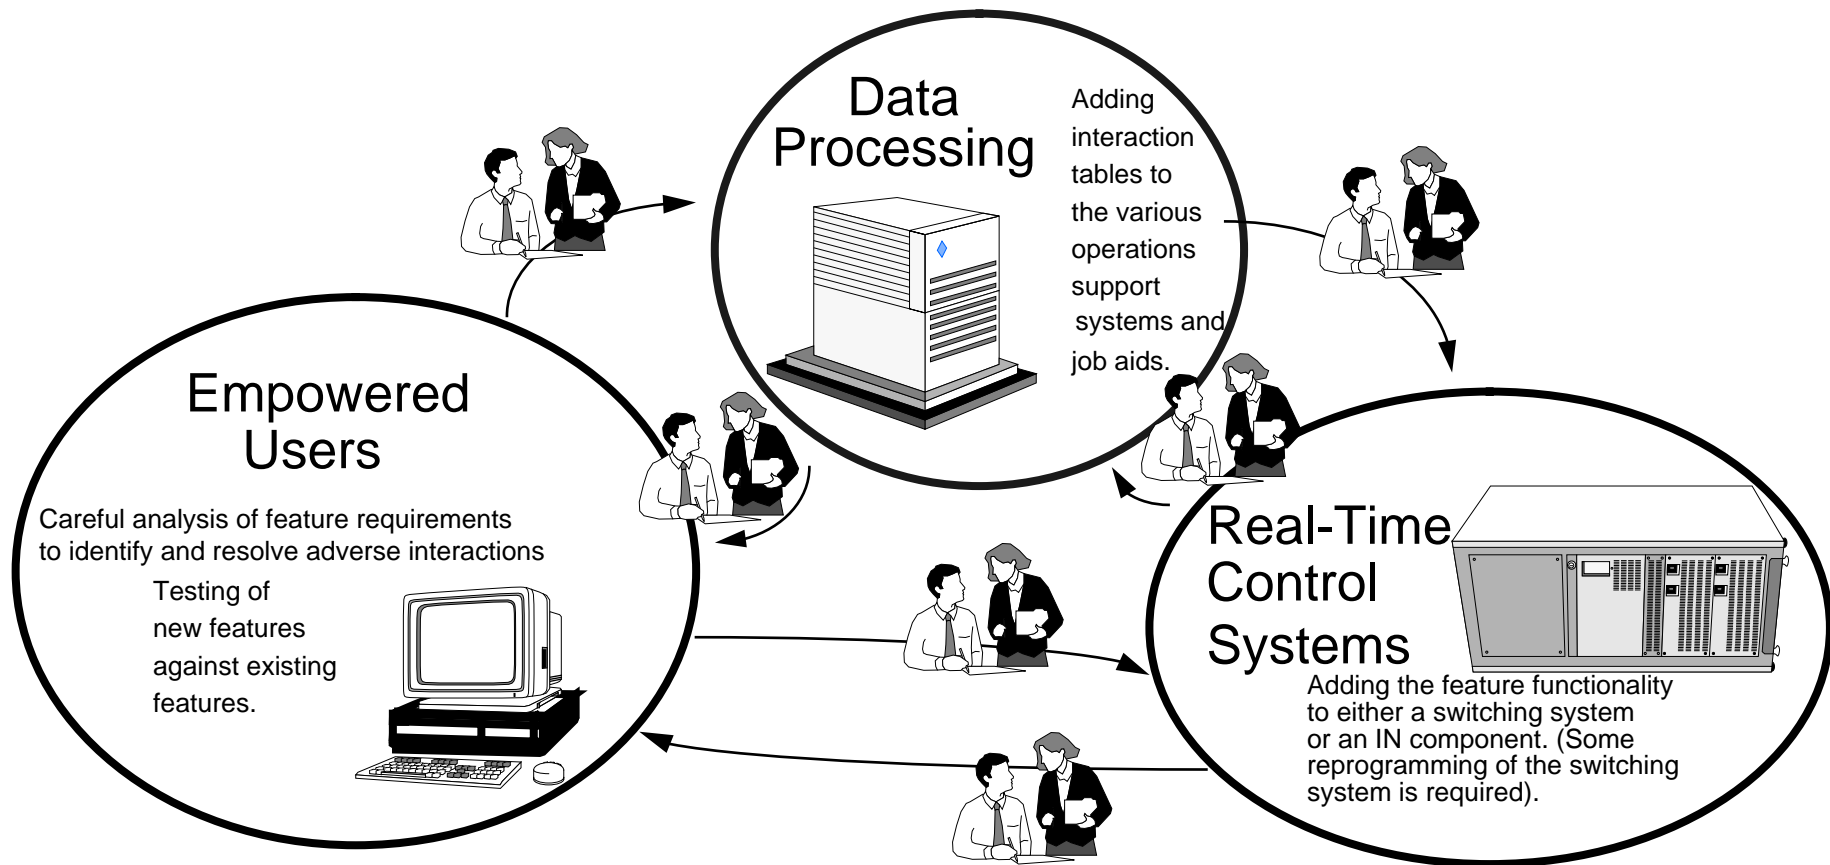 Data
Processing
Adding
interaction
tables to
the various
operations
support
systems and
job aids.
Empowered
Users
Careful analysis of feature requirements
to identify and resolve adverse interactions
Testing of
new features
against existing
features.
Real-Time
Control
Systems
Adding the feature functionality
to either a switching system
or an IN component. (Some
reprogramming of the switching
system is required).